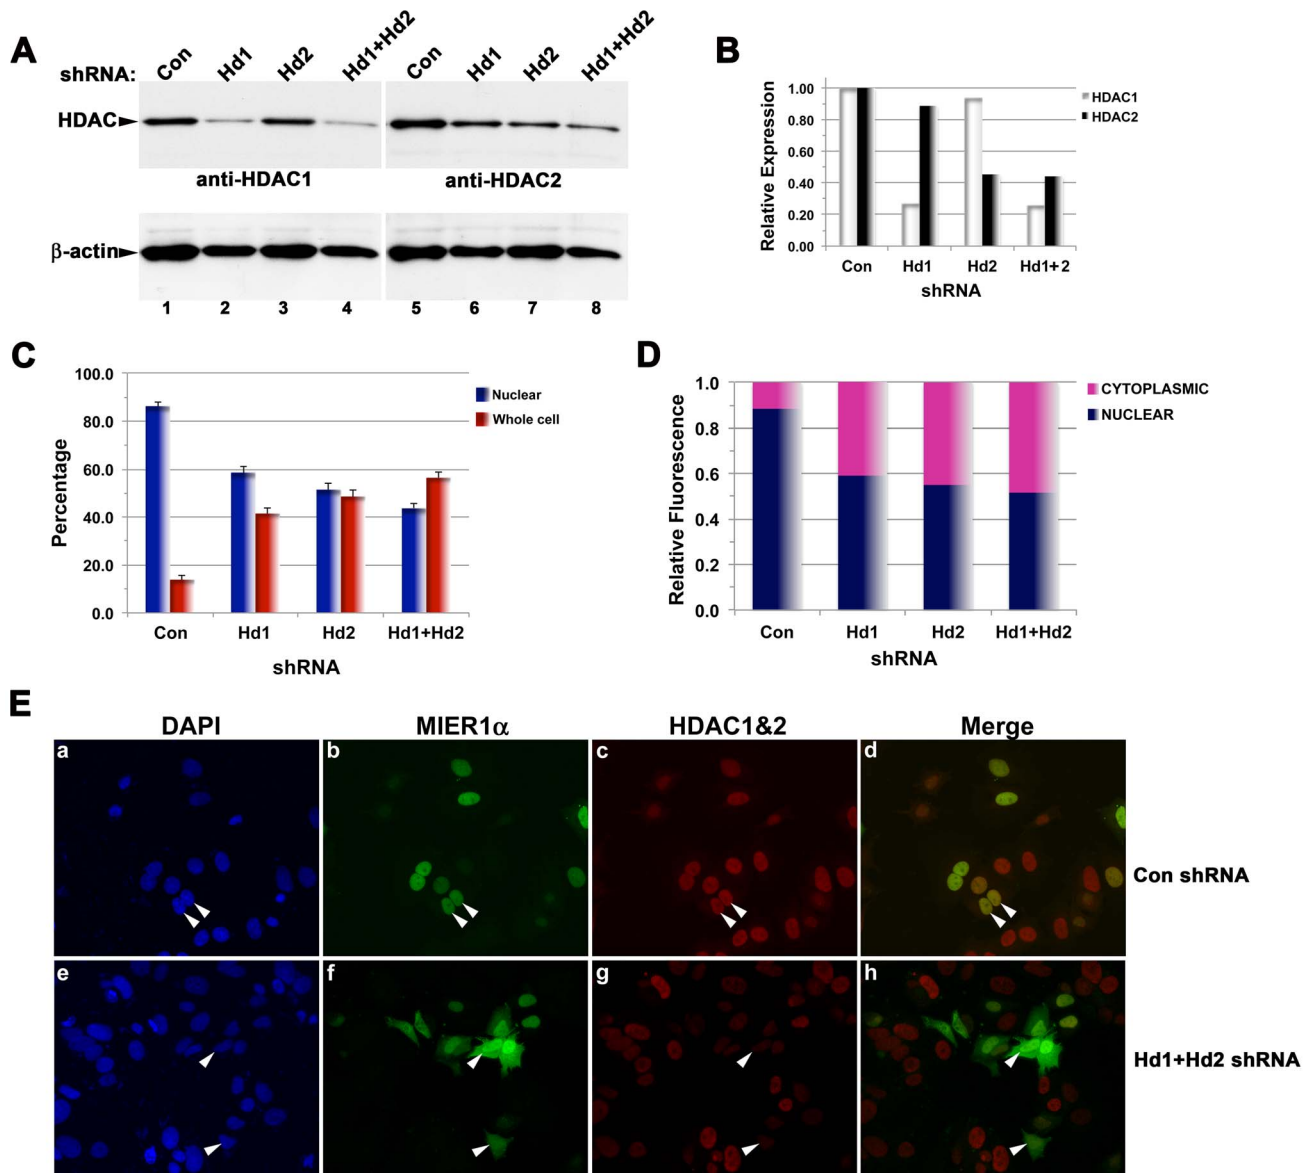 A
shRNA: Con Hd1 Hd2 Hd1+Hd2 Con Hd1 Hd2 Hd1+Hd2
HDAC
anti-HDAC1 anti-HDAC2
β-actin
1 2 3 4 5 6 7 8
B
Relative Expression
1.00
0.80
0.60
0.40
0.20
0.00
Con Hd1 Hd2 Hd1+2
shRNA
HDAC1
HDAC2
C
Percentage
100.0
80.0
60.0
40.0
20.0
0.0
Con Hd1 Hd2 Hd1+Hd2
shRNA
Nuclear
Whole cell
D
Relative Fluorescence
1.0
0.8
0.6
0.4
0.2
0.0
Con Hd1 Hd2 Hd1+Hd2
shRNA
CYTOPLASMIC
NUCLEAR
E
DAPI MIER1α HDAC1&2 Merge
a b c d
Con shRNA
e f g h
Hd1+Hd2 shRNA